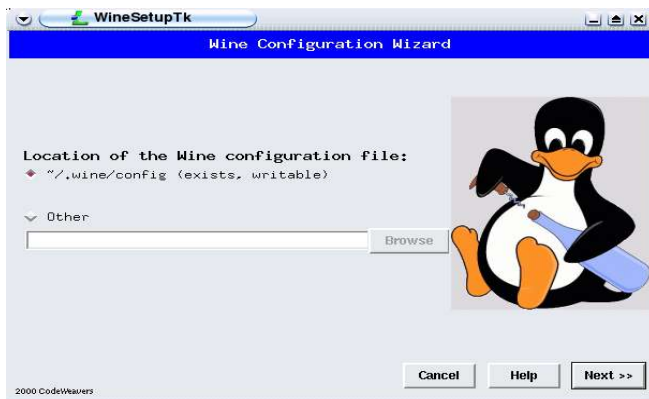 WineSetupTk
Wine Configuration Wizard
Location of the Wine configuration file:
~/.wine/config (exists, writable)
Other
Browse
Cancel Help Next >>
2000 CodeWeavers